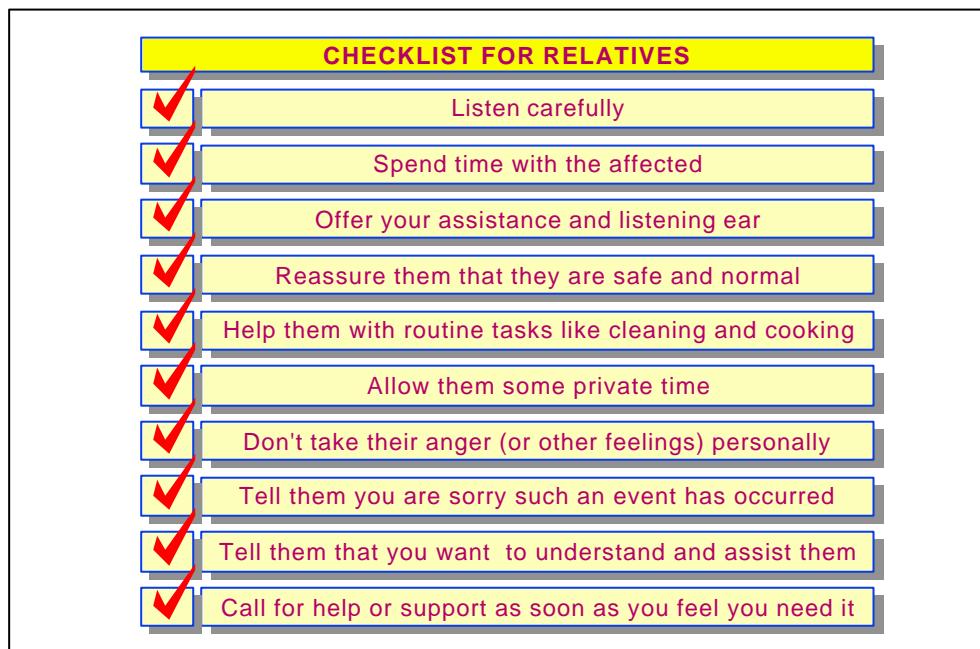 CHECKLIST FOR RELATIVES
Listen carefully
Spend time with the affected
Offer your assistance and listening ear
Reassure them that they are safe and normal
Help them with routine tasks like cleaning and cooking
Allow them some private time
Don't take their anger (or other feelings) personally
Tell them you are sorry such an event has occurred
Tell them that you want  to understand and assist them
Call for help or support as soon as you feel you need it